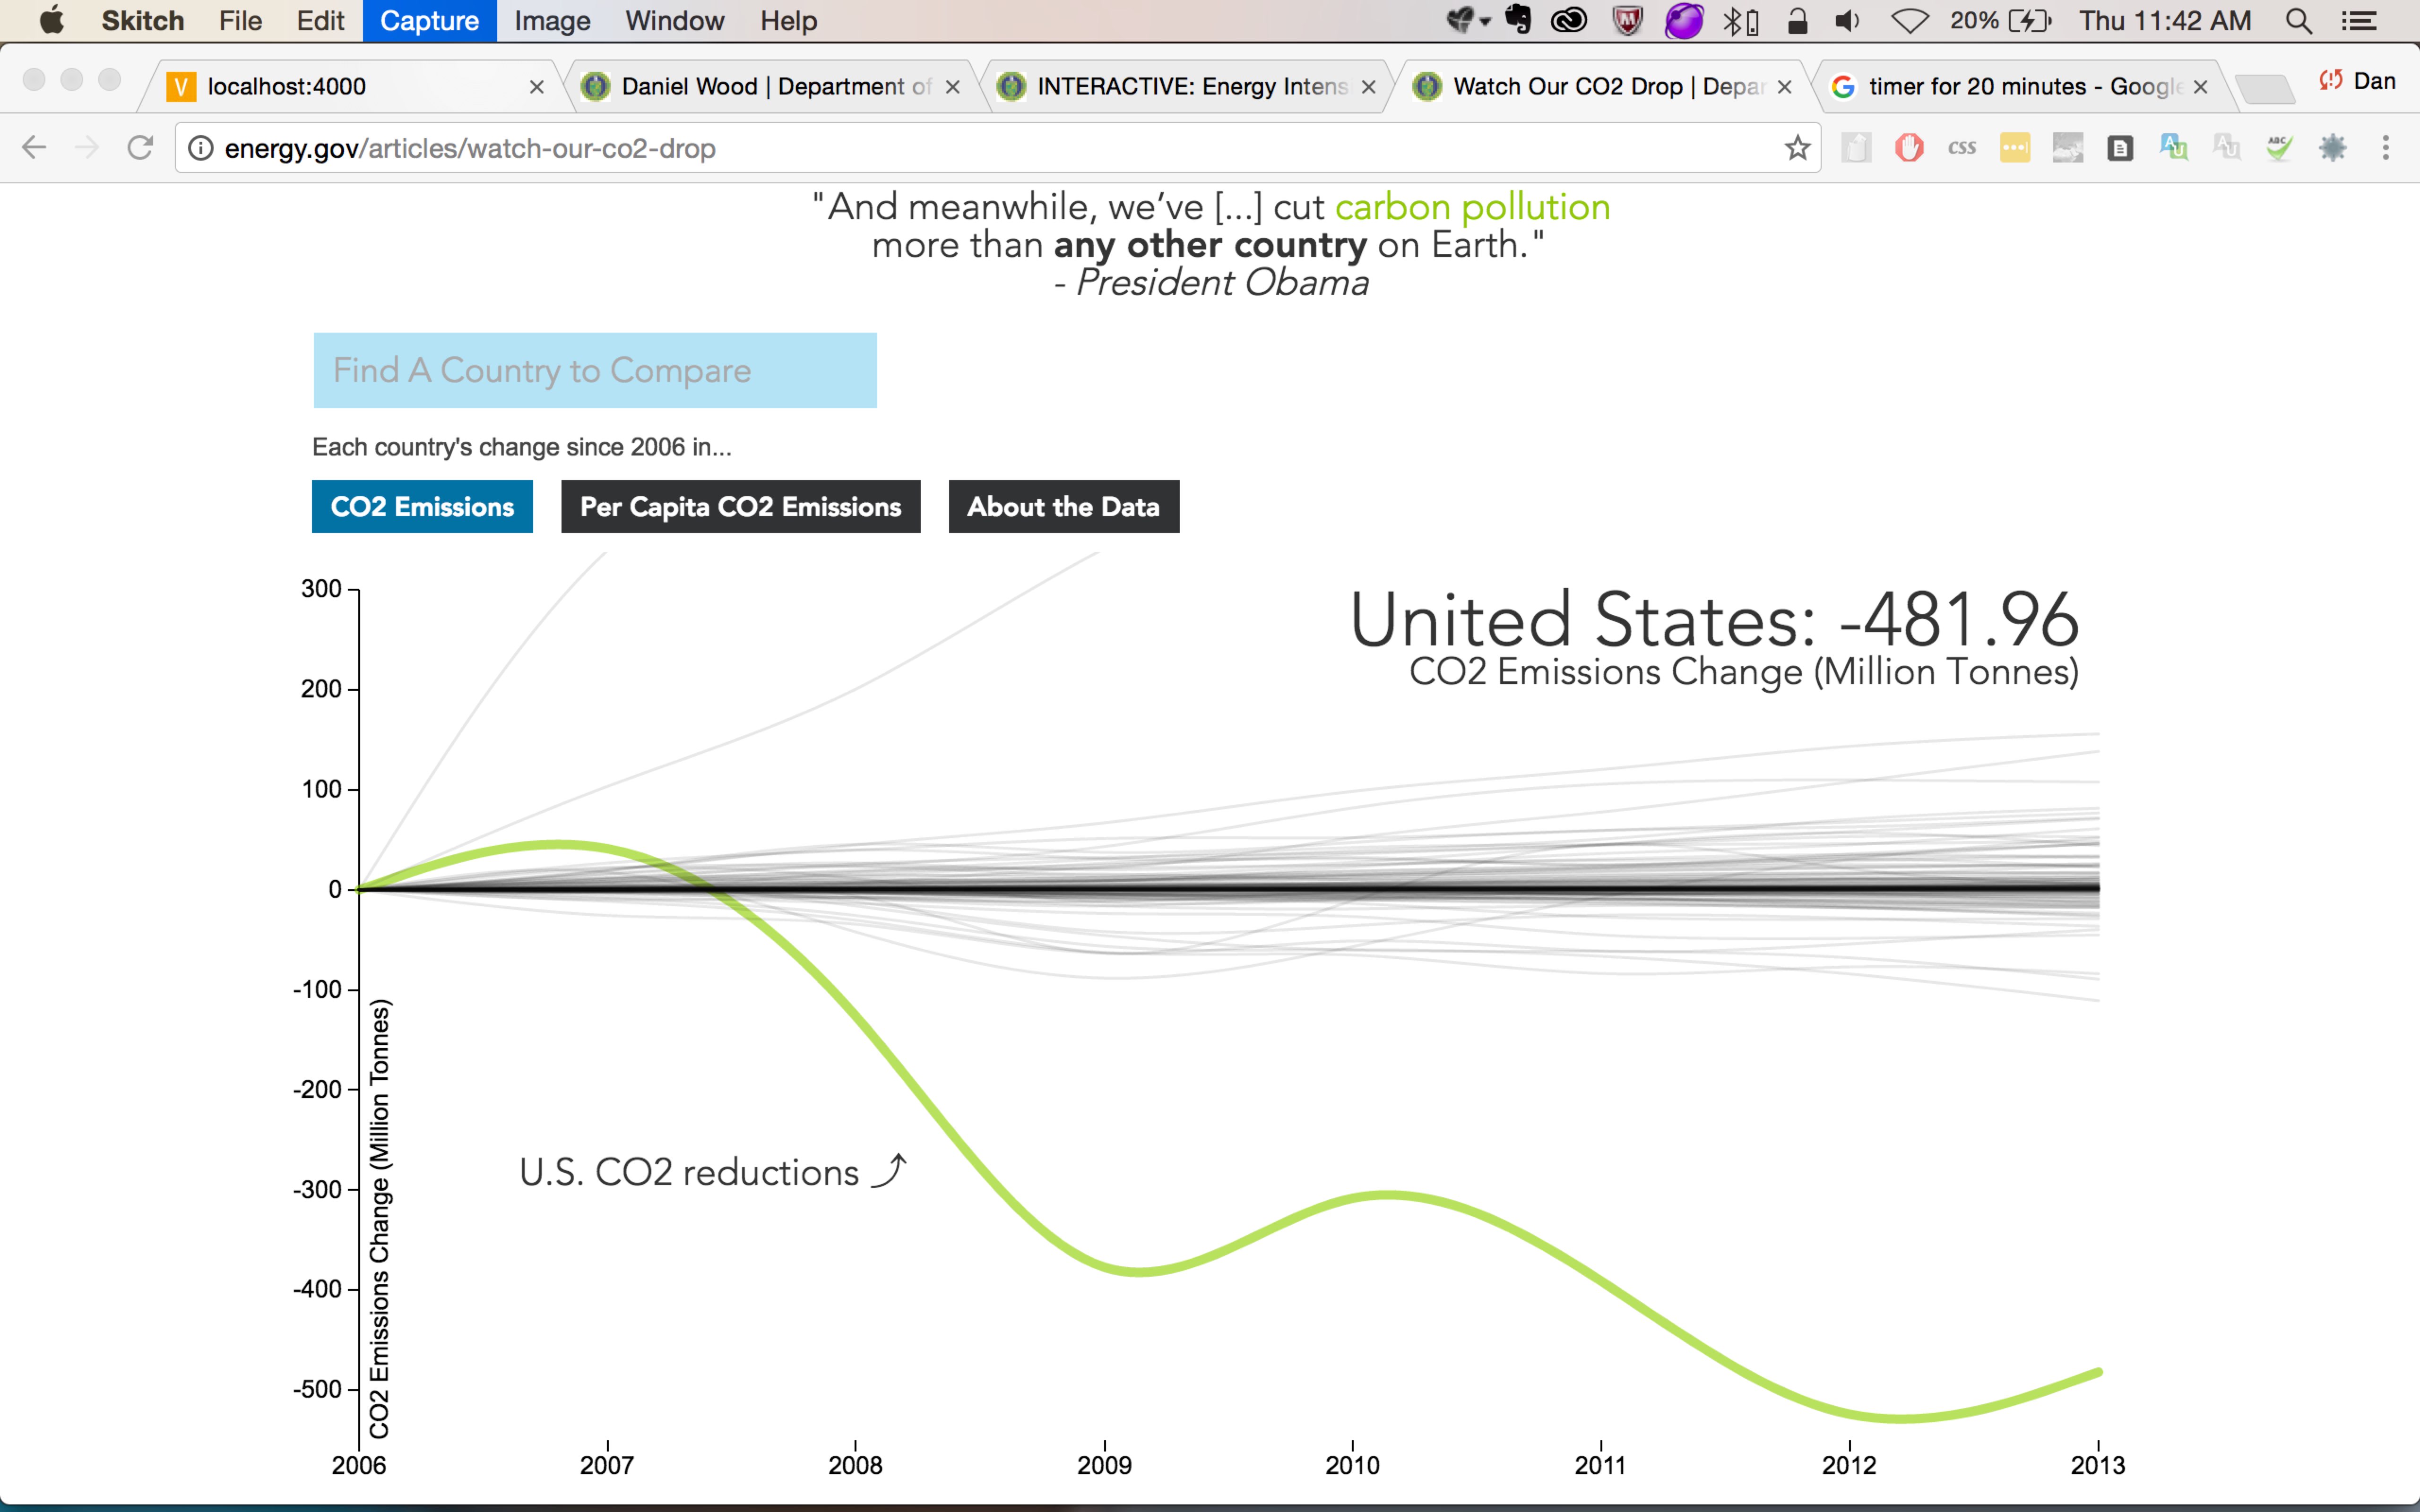 Skitch File Edit Capture Image Window Help 20% Thu 11:42 AM
localhost:4000 Daniel Wood | Department of INTERACTIVE: Energy Intens Watch Our CO2 Drop | Depar timer for 20 minutes - Google Dan
energy.gov/articles/watch-our-co2-drop css ABC
"And meanwhile, we've [...] cut carbon pollution
more than any other country on Earth."
- President Obama
Find A Country to Compare
Each country's change since 2006 in...
CO2 Emissions Per Capita CO2 Emissions About the Data
United States: -481.96
CO2 Emissions Change (Million Tonnes)
300
200
100
0
-100
-200
-300
-400
-500
CO2 Emissions Change (Million Tonnes)
U.S. CO2 reductions
2006 2007 2008 2009 2010 2011 2012 2013